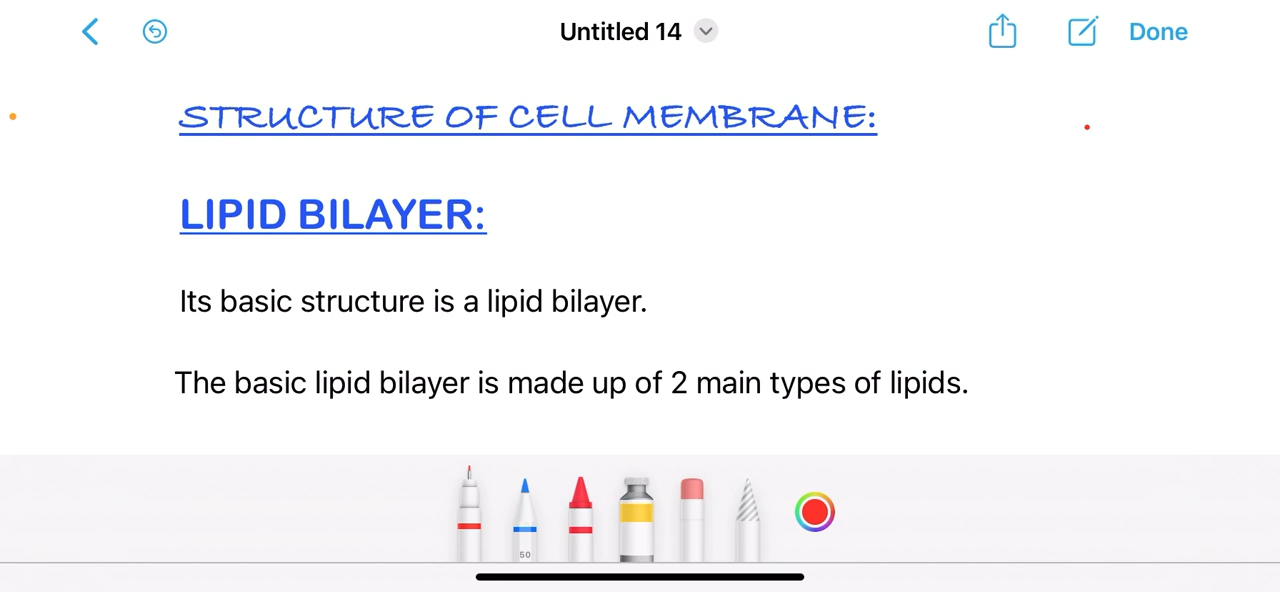 Untitled 14
Done
STRUCTURE OF CELL MEMBRANE:
LIPID BILAYER:
Its basic structure is a lipid bilayer.
The basic lipid bilayer is made up of 2 main types of lipids.
50